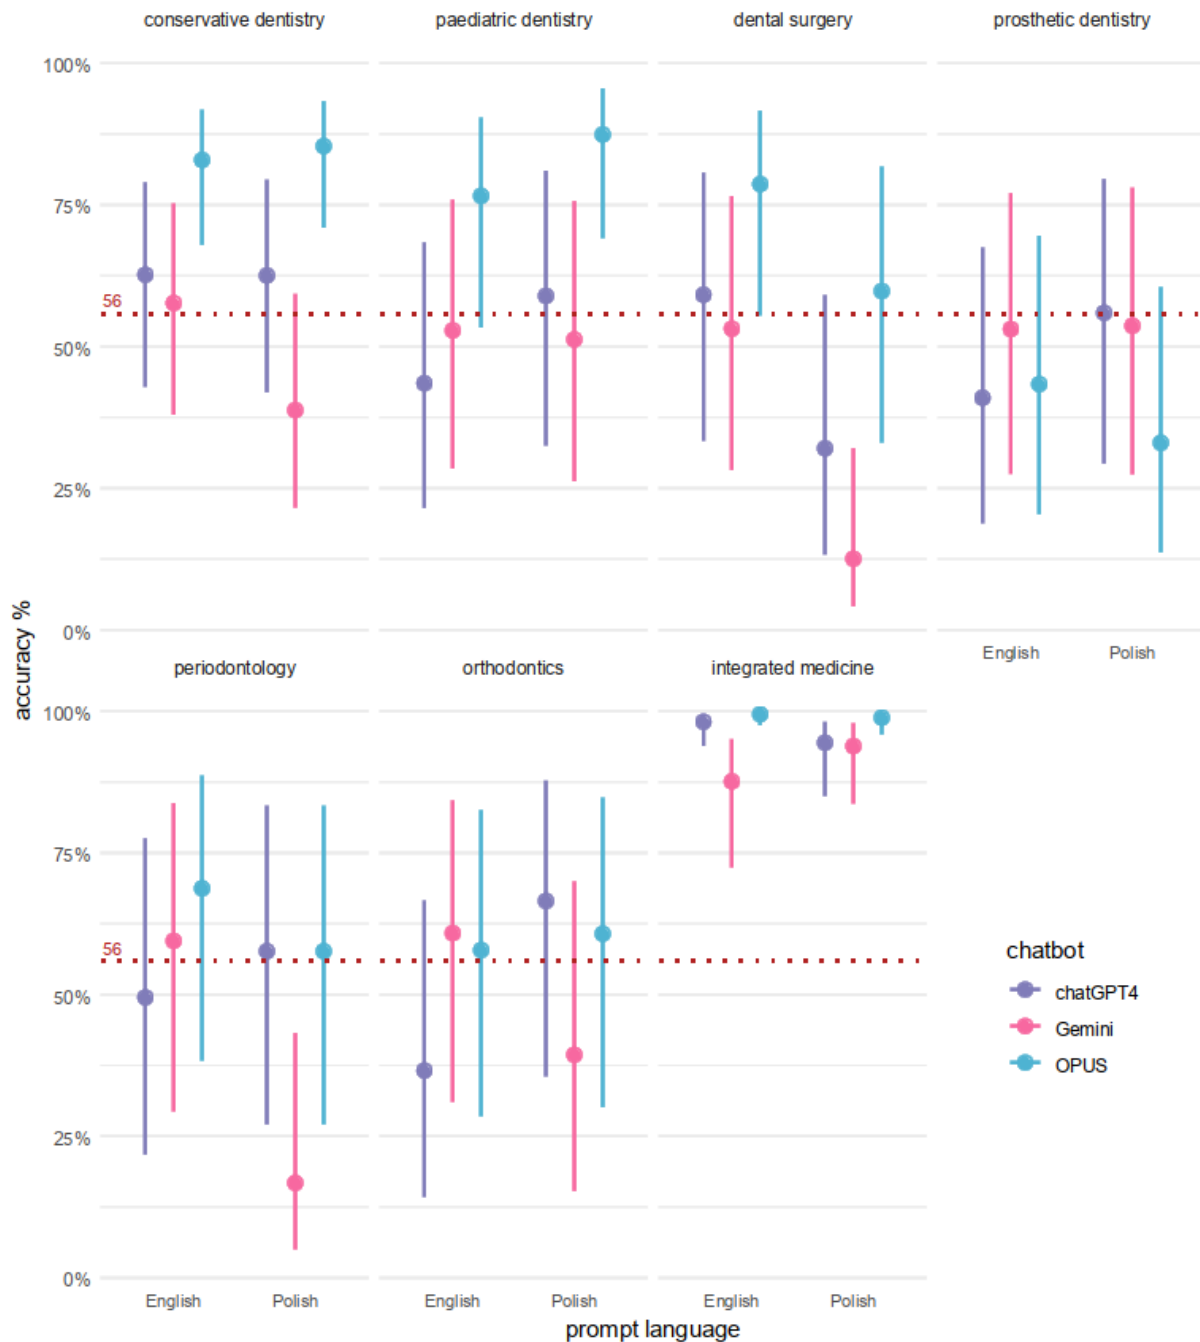 conservative dentistry
paediatric dentistry
dental surgery
prosthetic dentistry
100%
75%
56
50%
25%
0%
English
Polish
accuracy %
periodontology
orthodontics
integrated medicine
100%
75%
56
50%
25%
0%
chatbot
chatGPT4
Gemini
OPUS
English
Polish
English
Polish
English
Polish
prompt language